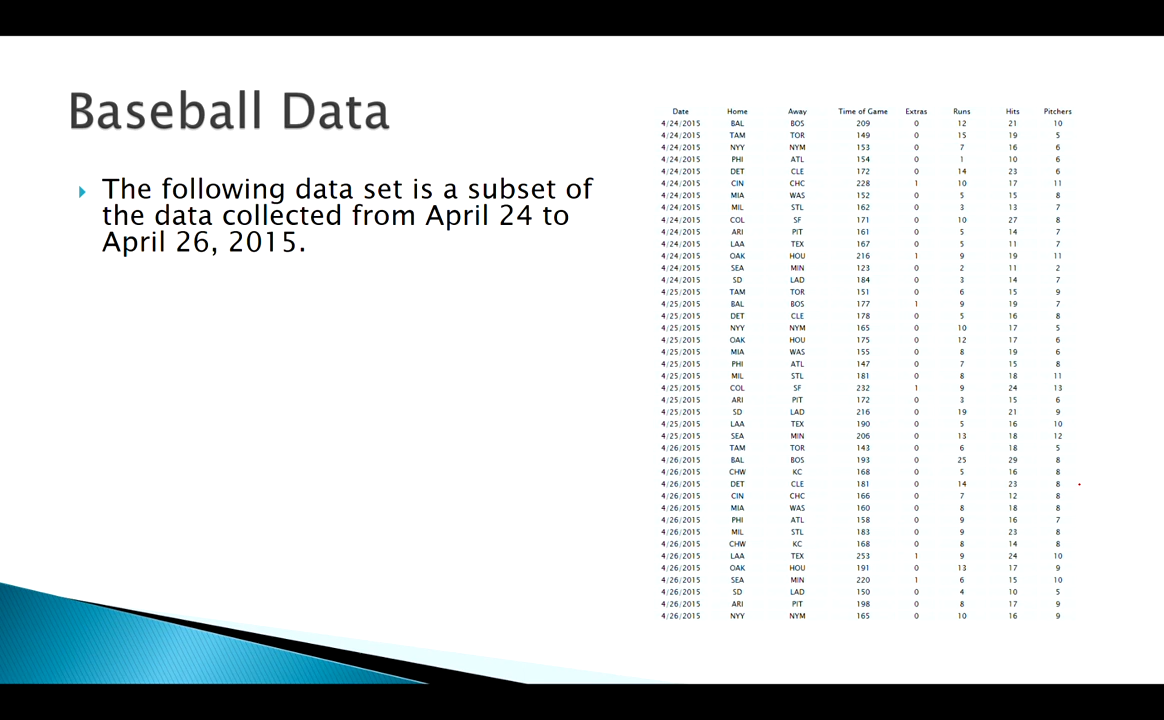 Baseball Data
The following data set is a subset of
the data collected from April 24 to
April 26, 2015.
Date Home Away Time of Game Extras Runs Hits Pitchers
4/24/2015 BAL BOS 209 0 12 21 10
4/24/2015 TAM TOR 149 0 15 19 5
4/24/2015 NYY NYM 153 0 7 16 6
4/24/2015 PHI ATL 154 0 1 10 6
4/24/2015 DET CLE 172 0 14 23 6
4/24/2015 CIN CHC 228 1 10 17 11
4/24/2015 MIA WAS 152 0 5 15 8
4/24/2015 MIL STL 162 0 3 13 7
4/24/2015 COL SF 171 0 10 27 8
4/24/2015 ARI PIT 161 0 5 14 7
4/24/2015 LAA TEX 167 0 5 11 7
4/24/2015 OAK HOU 216 1 9 19 11
4/24/2015 SEA MIN 123 0 2 11 2
4/24/2015 SD LAD 184 0 3 14 7
4/25/2015 TAM TOR 151 0 6 15 9
4/25/2015 BAL BOS 177 1 9 19 7
4/25/2015 DET CLE 178 0 5 16 8
4/25/2015 NYY NYM 165 0 10 17 5
4/25/2015 OAK HOU 175 0 12 17 6
4/25/2015 MIA WAS 155 0 8 19 6
4/25/2015 PHI ATL 147 0 7 15 8
4/25/2015 MIL STL 181 0 8 18 11
4/25/2015 COL SF 232 1 9 24 13
4/25/2015 ARI PIT 172 0 3 15 6
4/25/2015 SD LAD 216 0 19 21 9
4/25/2015 LAA TEX 190 0 5 16 10
4/25/2015 SEA MIN 206 0 13 18 12
4/26/2015 TAM TOR 143 0 6 18 5
4/26/2015 BAL BOS 193 0 25 29 8
4/26/2015 CHW KC 168 0 5 16 8
4/26/2015 DET CLE 181 0 14 23 8
4/26/2015 CIN CHC 166 0 7 12 8
4/26/2015 MIA WAS 160 0 8 18 8
4/26/2015 PHI ATL 158 0 9 16 7
4/26/2015 MIL STL 183 0 9 23 8
4/26/2015 CHW KC 168 0 8 14 8
4/26/2015 LAA TEX 253 1 9 24 10
4/26/2015 OAK HOU 191 0 13 17 9
4/26/2015 SEA MIN 220 1 6 15 10
4/26/2015 SD LAD 150 0 4 10 5
4/26/2015 ARI PIT 198 0 8 17 9
4/26/2015 NYY NYM 165 0 10 16 9